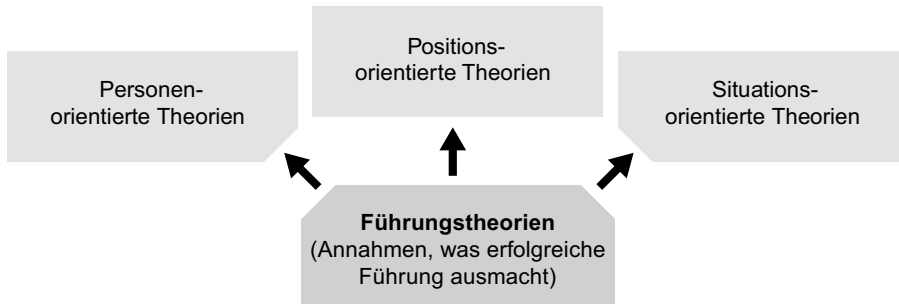 Personen-
orientierte Theorien
Positions-
orientierte Theorien
Situations-
orientierte Theorien
Führungstheorien
(Annahmen, was erfolgreiche
Führung ausmacht)